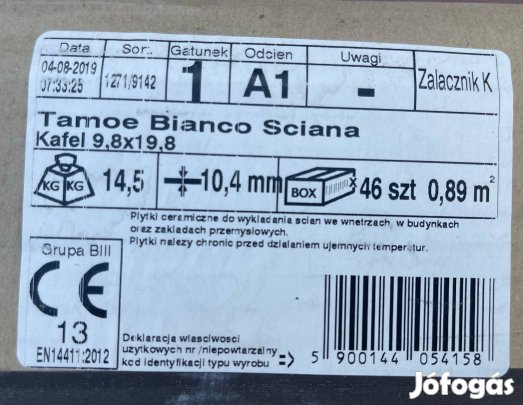 Data Sort. Gatunek Odcien Uwagi
04-08-2019 07:33:25 1271/9142 1 A1 - Zalacznik K
Tamoe Bianco Sciana
Kafel 9,8x19,8
KG KG 14,5 10,4 mm BOX x 46 szt 0,89 m²
Plytki ceramiczne do wykladania scian we wnetrzach, w budynkach
oraz zakladach przemyslowych.
Plytki nalezy chronic przed dzialaniem ujemnych temperatur.
Grupa BIII
CE
13
EN14411:2012
Deklaracja wlasciwosci
uzytkowych nr /niepowtarzalny
kod identyfikacji typu wyrobu =>
5 900144 054158
Jófogás